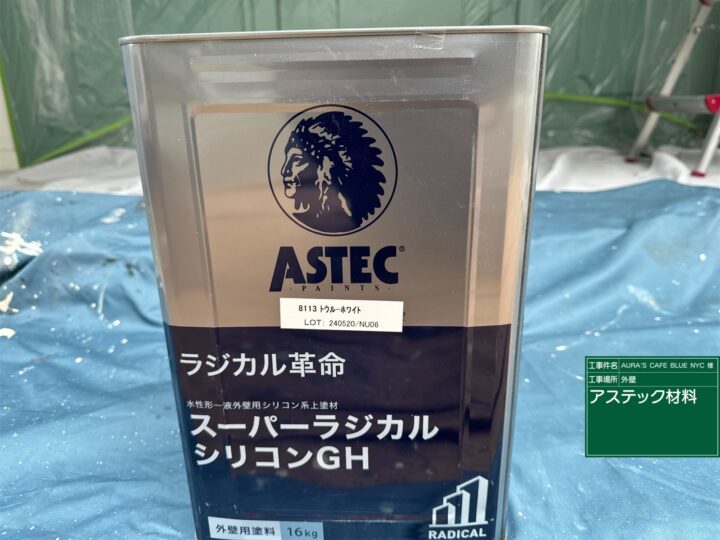 ASTEC®
PAINTS
8113 トゥルーホワイト
LOT: 240520/NU06
ラジカル革命
水性形一液外壁用シリコン系上塗材
スーパーラジカル
シリコンGH
外壁用塗料 16kg
RADICAL
工事件名 AURA'S CAFE BLUE NYC 様
工事場所 外壁
アステック材料